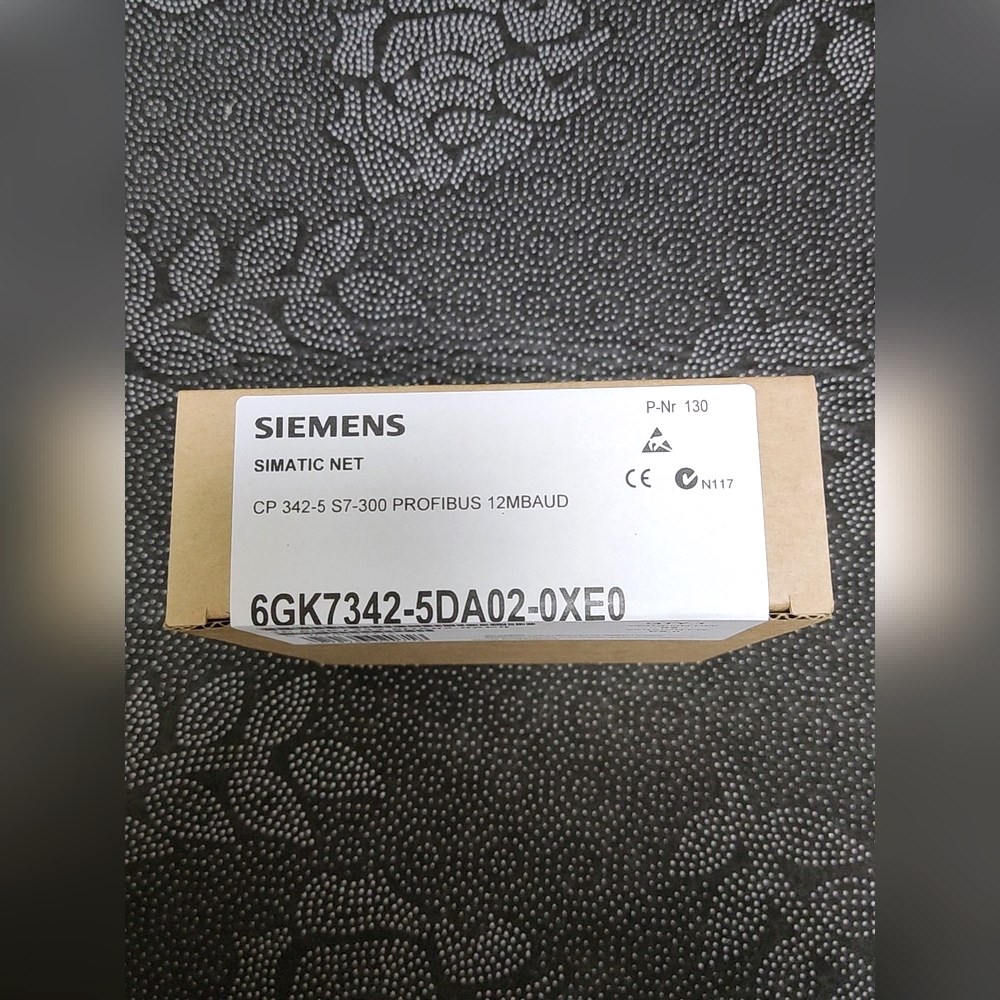 SIEMENS
P-Nr 130
SIMATIC NET
CE N117
CP 342-5 S7-300 PROFIBUS 12MBAUD
6GK7342-5DA02-0XE0